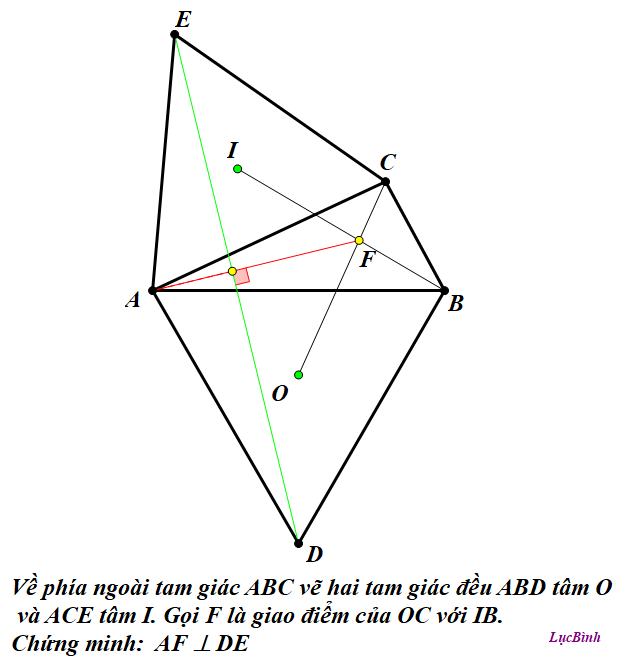 E
I
C
F
A
B
O
D
Về phía ngoài tam giác ABC vẽ hai tam giác đều ABD tâm O
và ACE tâm I. Gọi F là giao điểm của OC với IB.
Chứng minh: AF ⊥ DE
LụcBình